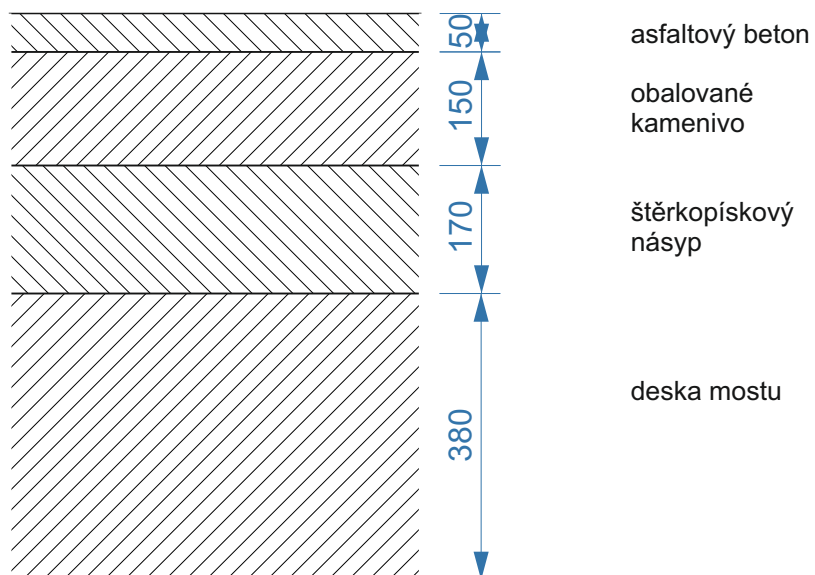 50
asfaltový beton
150
obalované
kamenivo
170
štěrkopískový
násyp
380
deska mostu